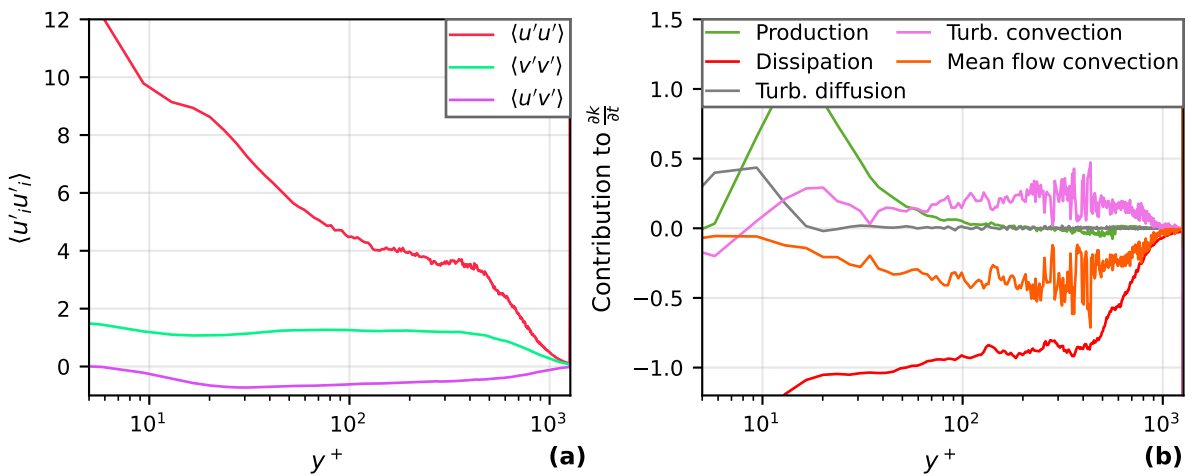 12
10
8
6
4
2
0
⟨u′ᵢu′ᵢ⟩
10¹ 10² 10³
y⁺
(a)
⟨u′u′⟩
⟨v′v′⟩
⟨u′v′⟩
1.5
1.0
0.5
0.0
−0.5
−1.0
Contribution to ∂k/∂t
10¹ 10² 10³
y⁺
(b)
Production
Dissipation
Turb. diffusion
Turb. convection
Mean flow convection